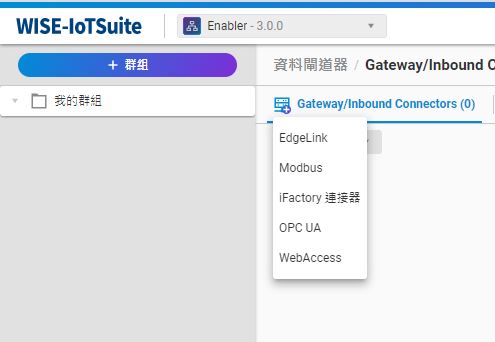 WISE-IoTSuite
Enabler - 3.0.0
+ 群組
資料閘道器 / Gateway/Inbound
我的群組
Gateway/Inbound Connectors (0)
EdgeLink
Modbus
iFactory 連接器
OPC UA
WebAccess